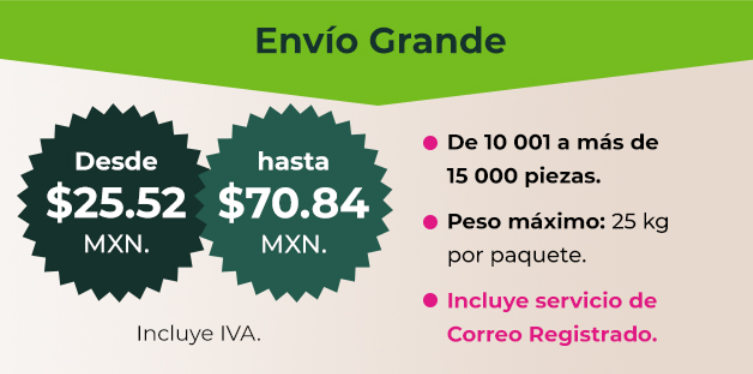 Envío Grande
Desde
$25.52
MXN.
hasta
$70.84
MXN.
Incluye IVA.
De 10 001 a más de
15 000 piezas.
Peso máximo: 25 kg
por paquete.
Incluye servicio de
Correo Registrado.